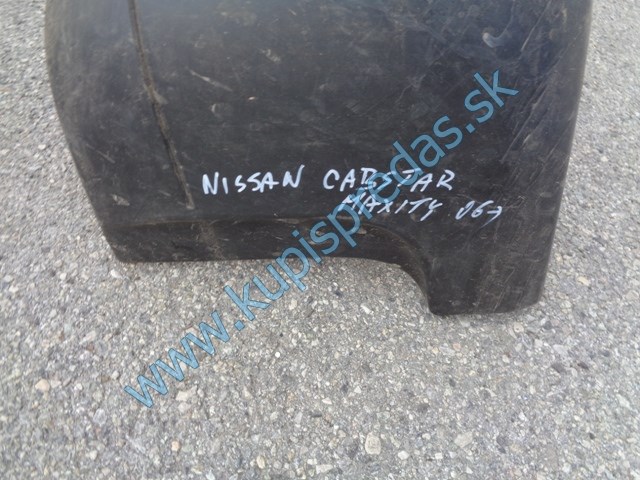 NISSAN CABSTAR
MAXITY 067
www.kupispredas.sk